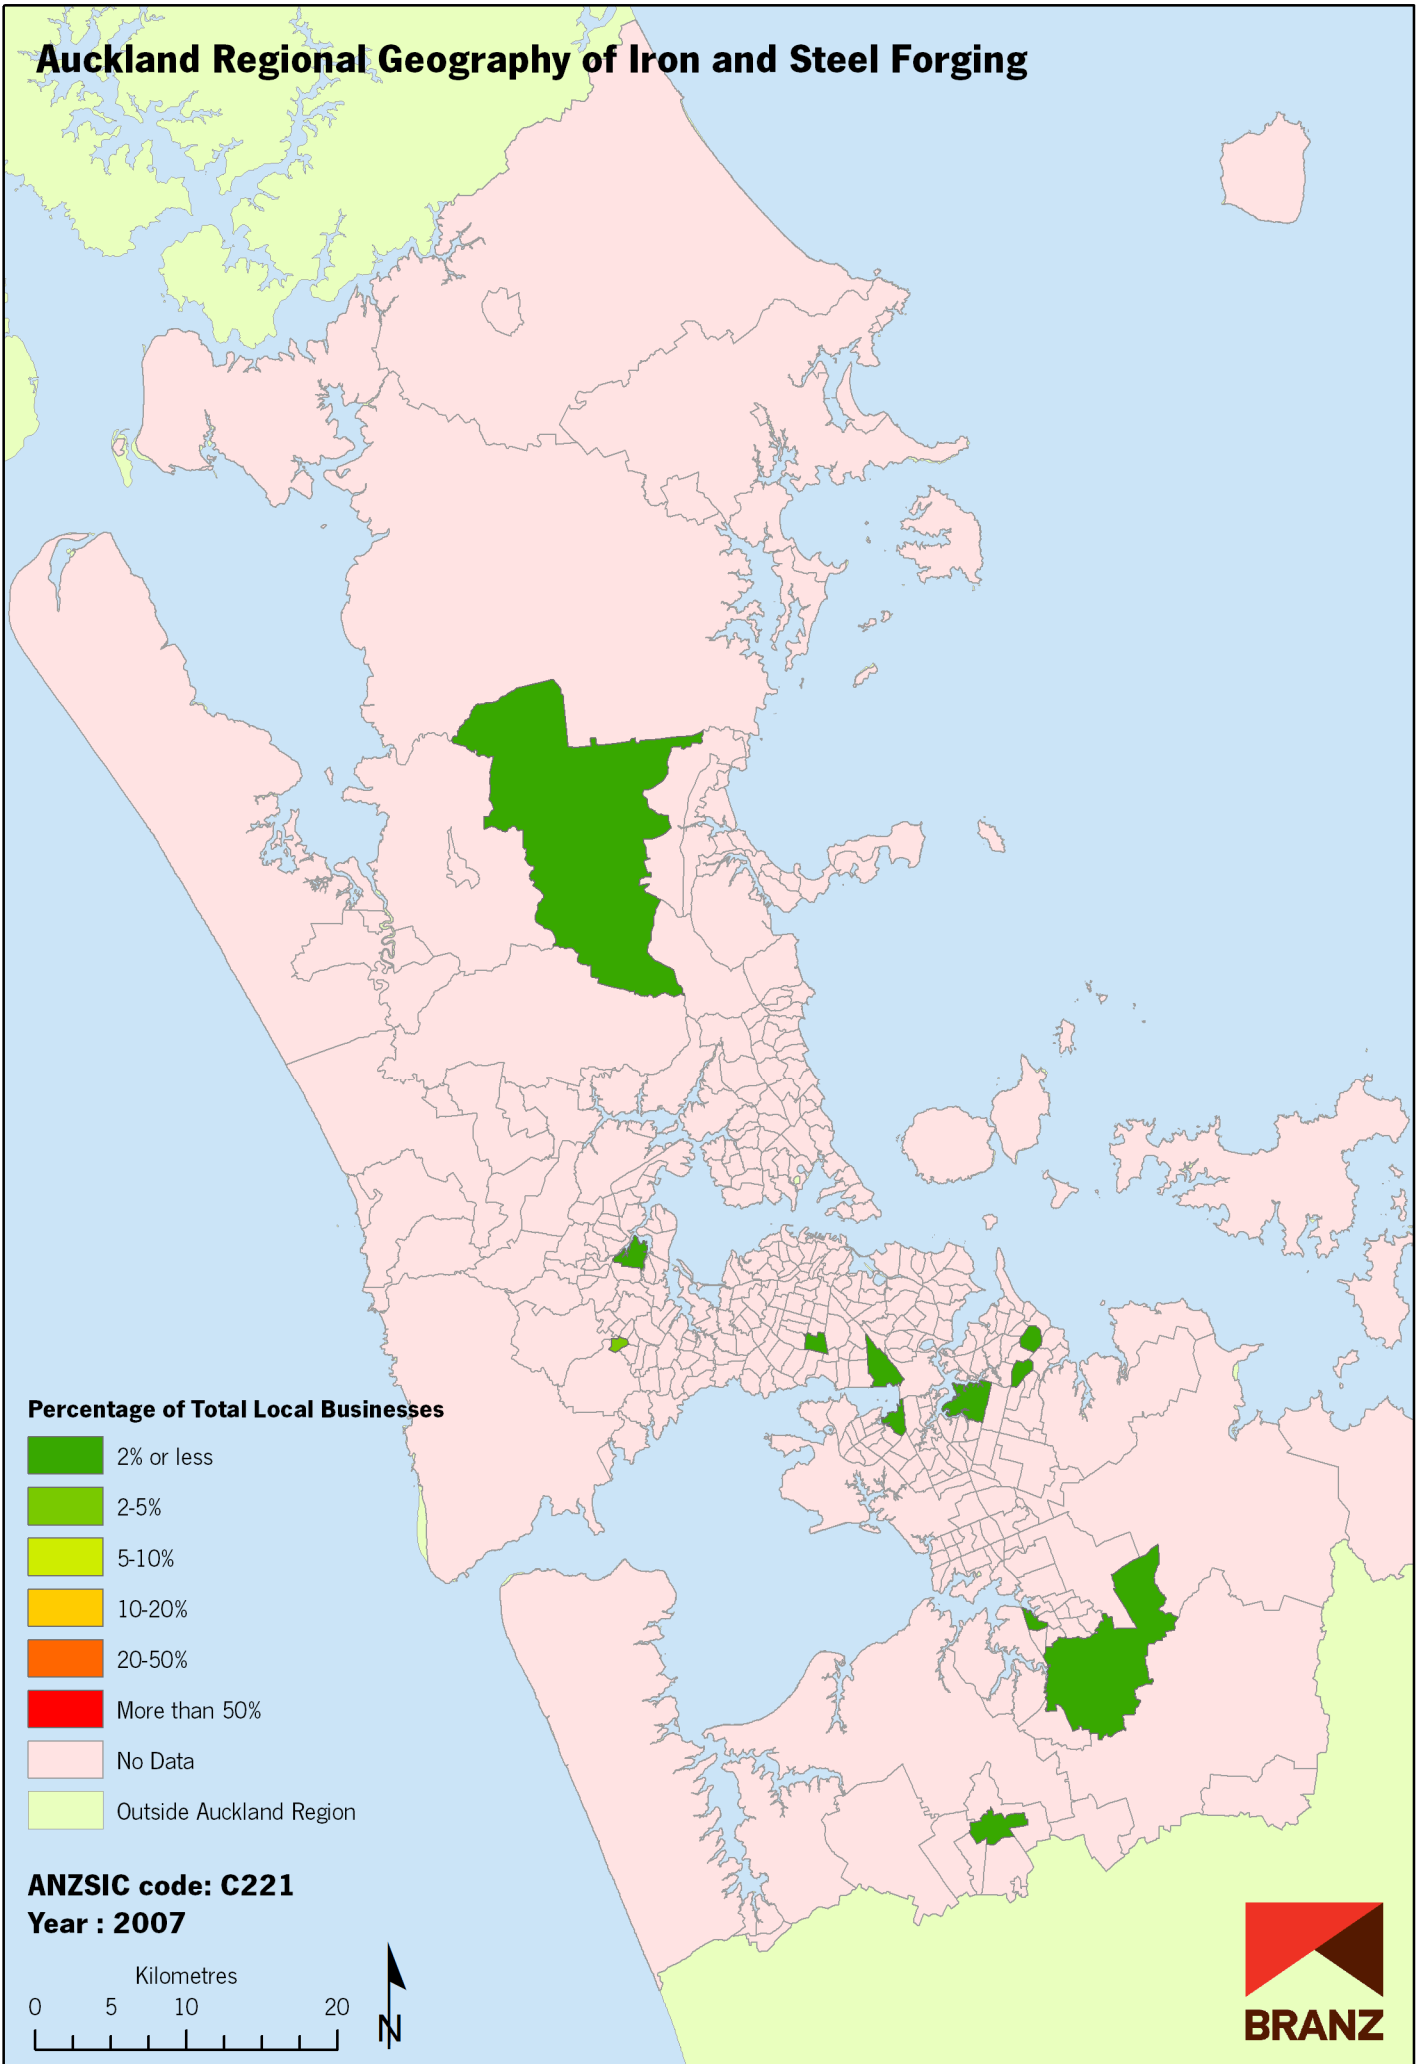 Auckland Regional Geography of Iron and Steel Forging
Percentage of Total Local Businesses
2% or less
2-5%
5-10%
10-20%
20-50%
More than 50%
No Data
Outside Auckland Region
ANZSIC code: C221
Year : 2007
Kilometres
0 5 10 20
N
BRANZ